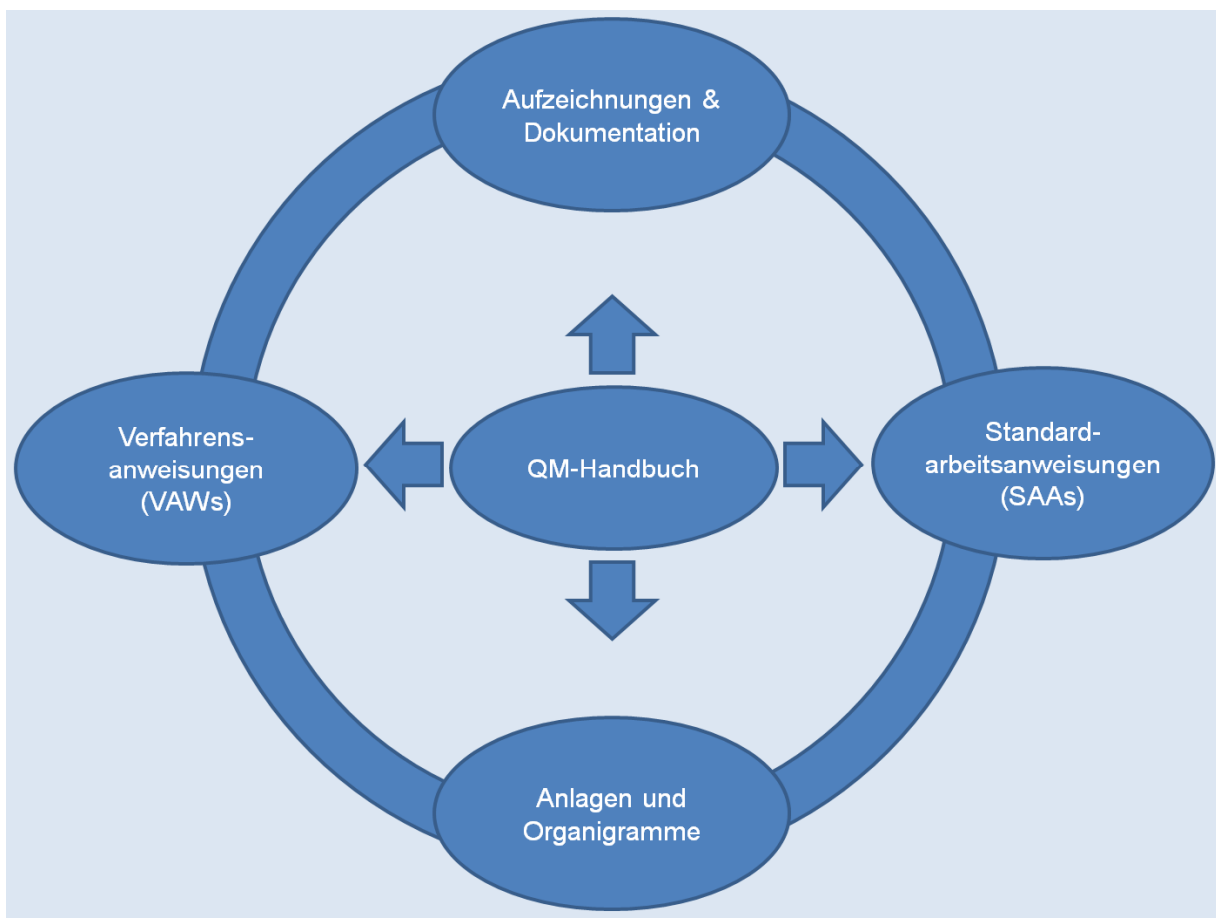 Aufzeichnungen &
Dokumentation
Verfahrens-
anweisungen
(VAWs)
QM-Handbuch
Standard-
arbeitsanweisungen
(SAAs)
Anlagen und
Organigramme